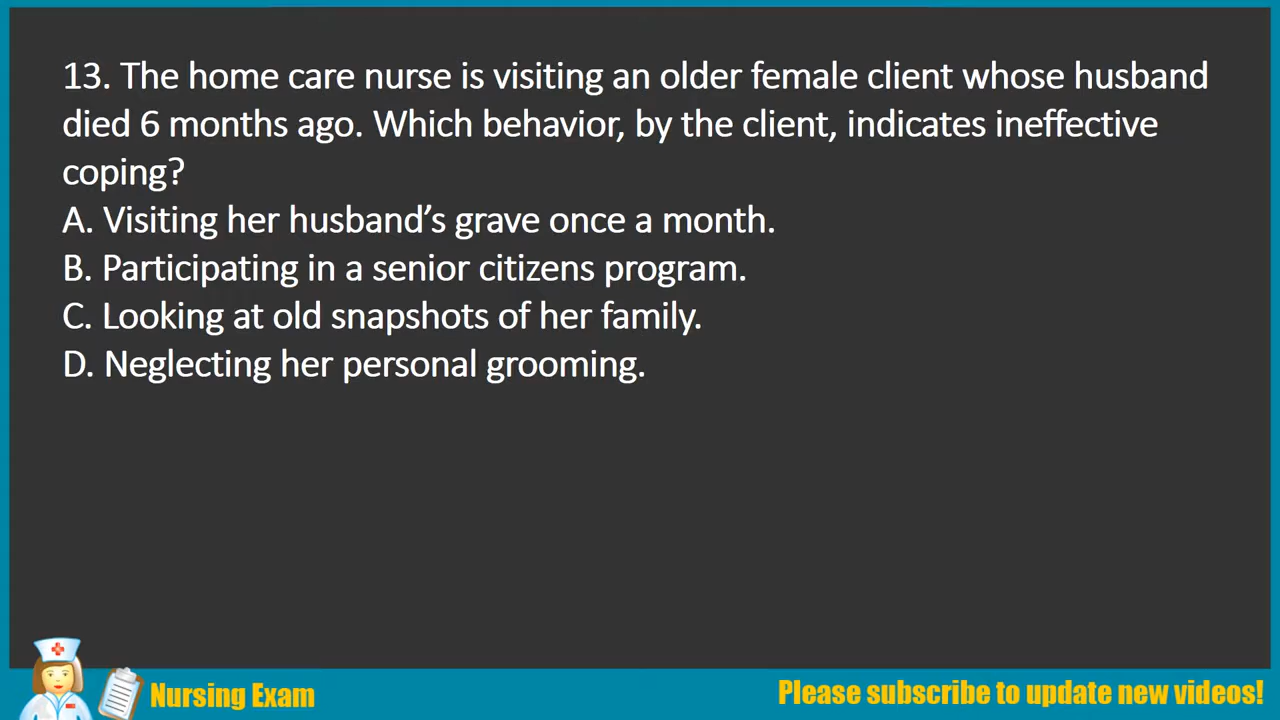 13. The home care nurse is visiting an older female client whose husband
died 6 months ago. Which behavior, by the client, indicates ineffective
coping?
A. Visiting her husband’s grave once a month.
B. Participating in a senior citizens program.
C. Looking at old snapshots of her family.
D. Neglecting her personal grooming.
Nursing Exam
Please subscribe to update new videos!